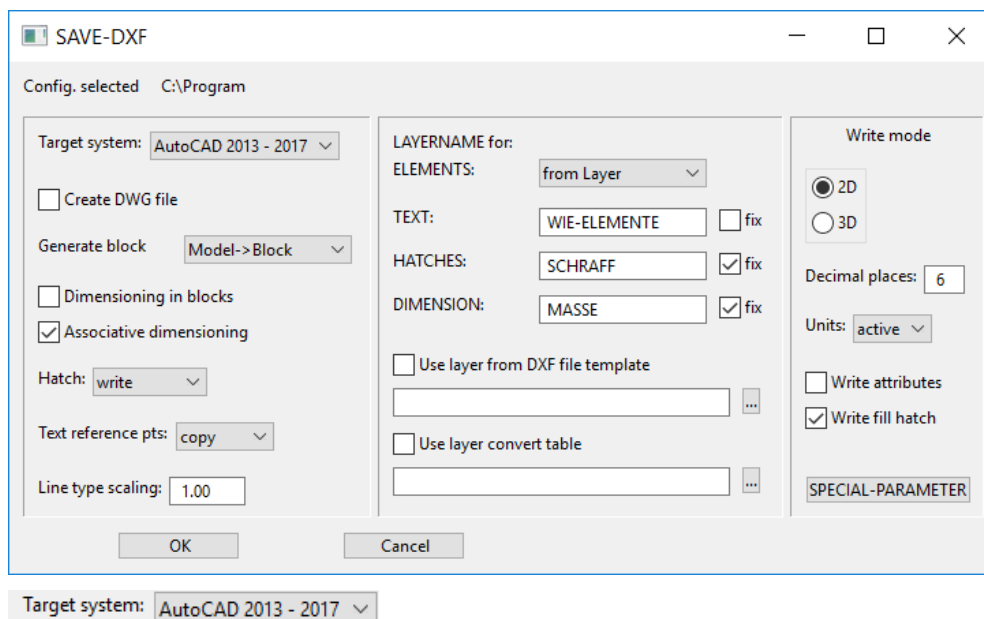 SAVE-DXF
Config. selected C:\Program
Target system: AutoCAD 2013 - 2017
Create DWG file
Generate block Model->Block
Dimensioning in blocks
Associative dimensioning
Hatch: write
Text reference pts: copy
Line type scaling: 1.00
LAYERNAME for:
ELEMENTS: from Layer
TEXT: WIE-ELEMENTE fix
HATCHES: SCHRAFF fix
DIMENSION: MASSE fix
Use layer from DXF file template
...
Use layer convert table
...
Write mode
2D
3D
Decimal places: 6
Units: active
Write attributes
Write fill hatch
SPECIAL-PARAMETER
OK Cancel
Target system: AutoCAD 2013 - 2017